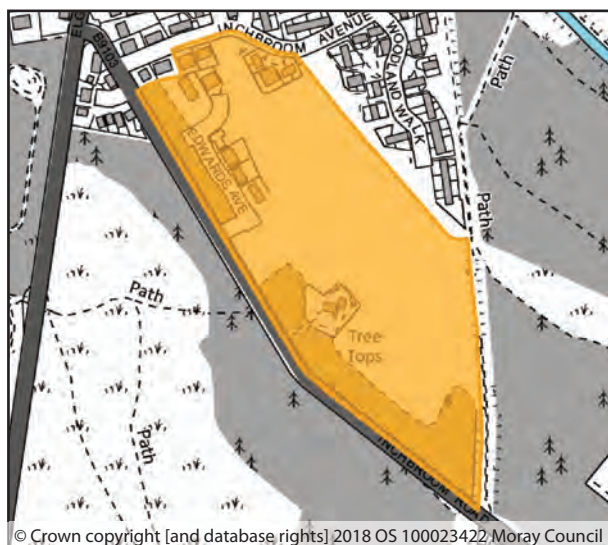 ELG
B9103
INCHBROOM AVENUE
WOODLAND WALK
Path
EDWARDS AVE
Path
Path
Tree
Tops
Path
INCHBROOM ROAD
© Crown copyright [and database rights] 2018 OS 100023422 Moray Council